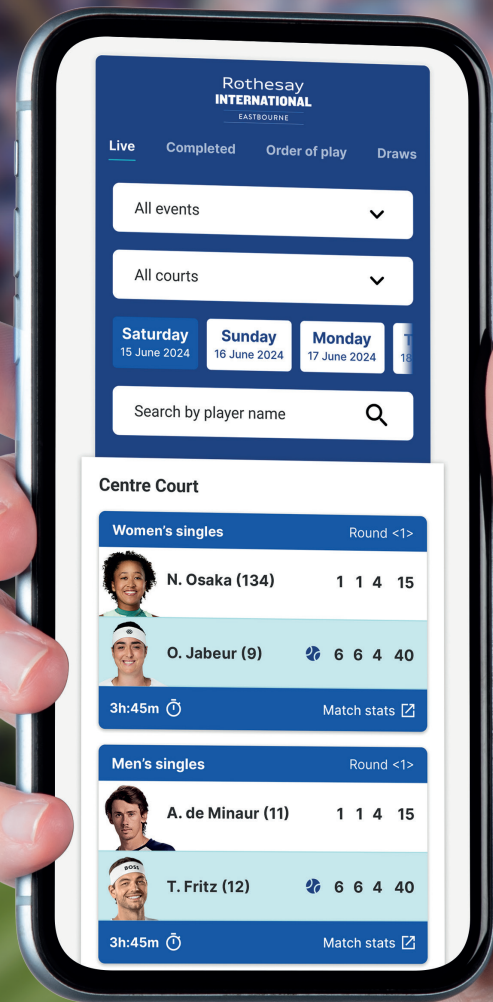 Rothesay
INTERNATIONAL
EASTBOURNE
Live Completed Order of play Draws
All events
All courts
Saturday
15 June 2024
Sunday
16 June 2024
Monday
17 June 2024
T
18
Search by player name
Centre Court
Women's singles Round <1>
N. Osaka (134) 1 1 4 15
O. Jabeur (9) 6 6 4 40
3h:45m Match stats
Men's singles Round <1>
A. de Minaur (11) 1 1 4 15
BOSS
T. Fritz (12) 6 6 4 40
3h:45m Match stats